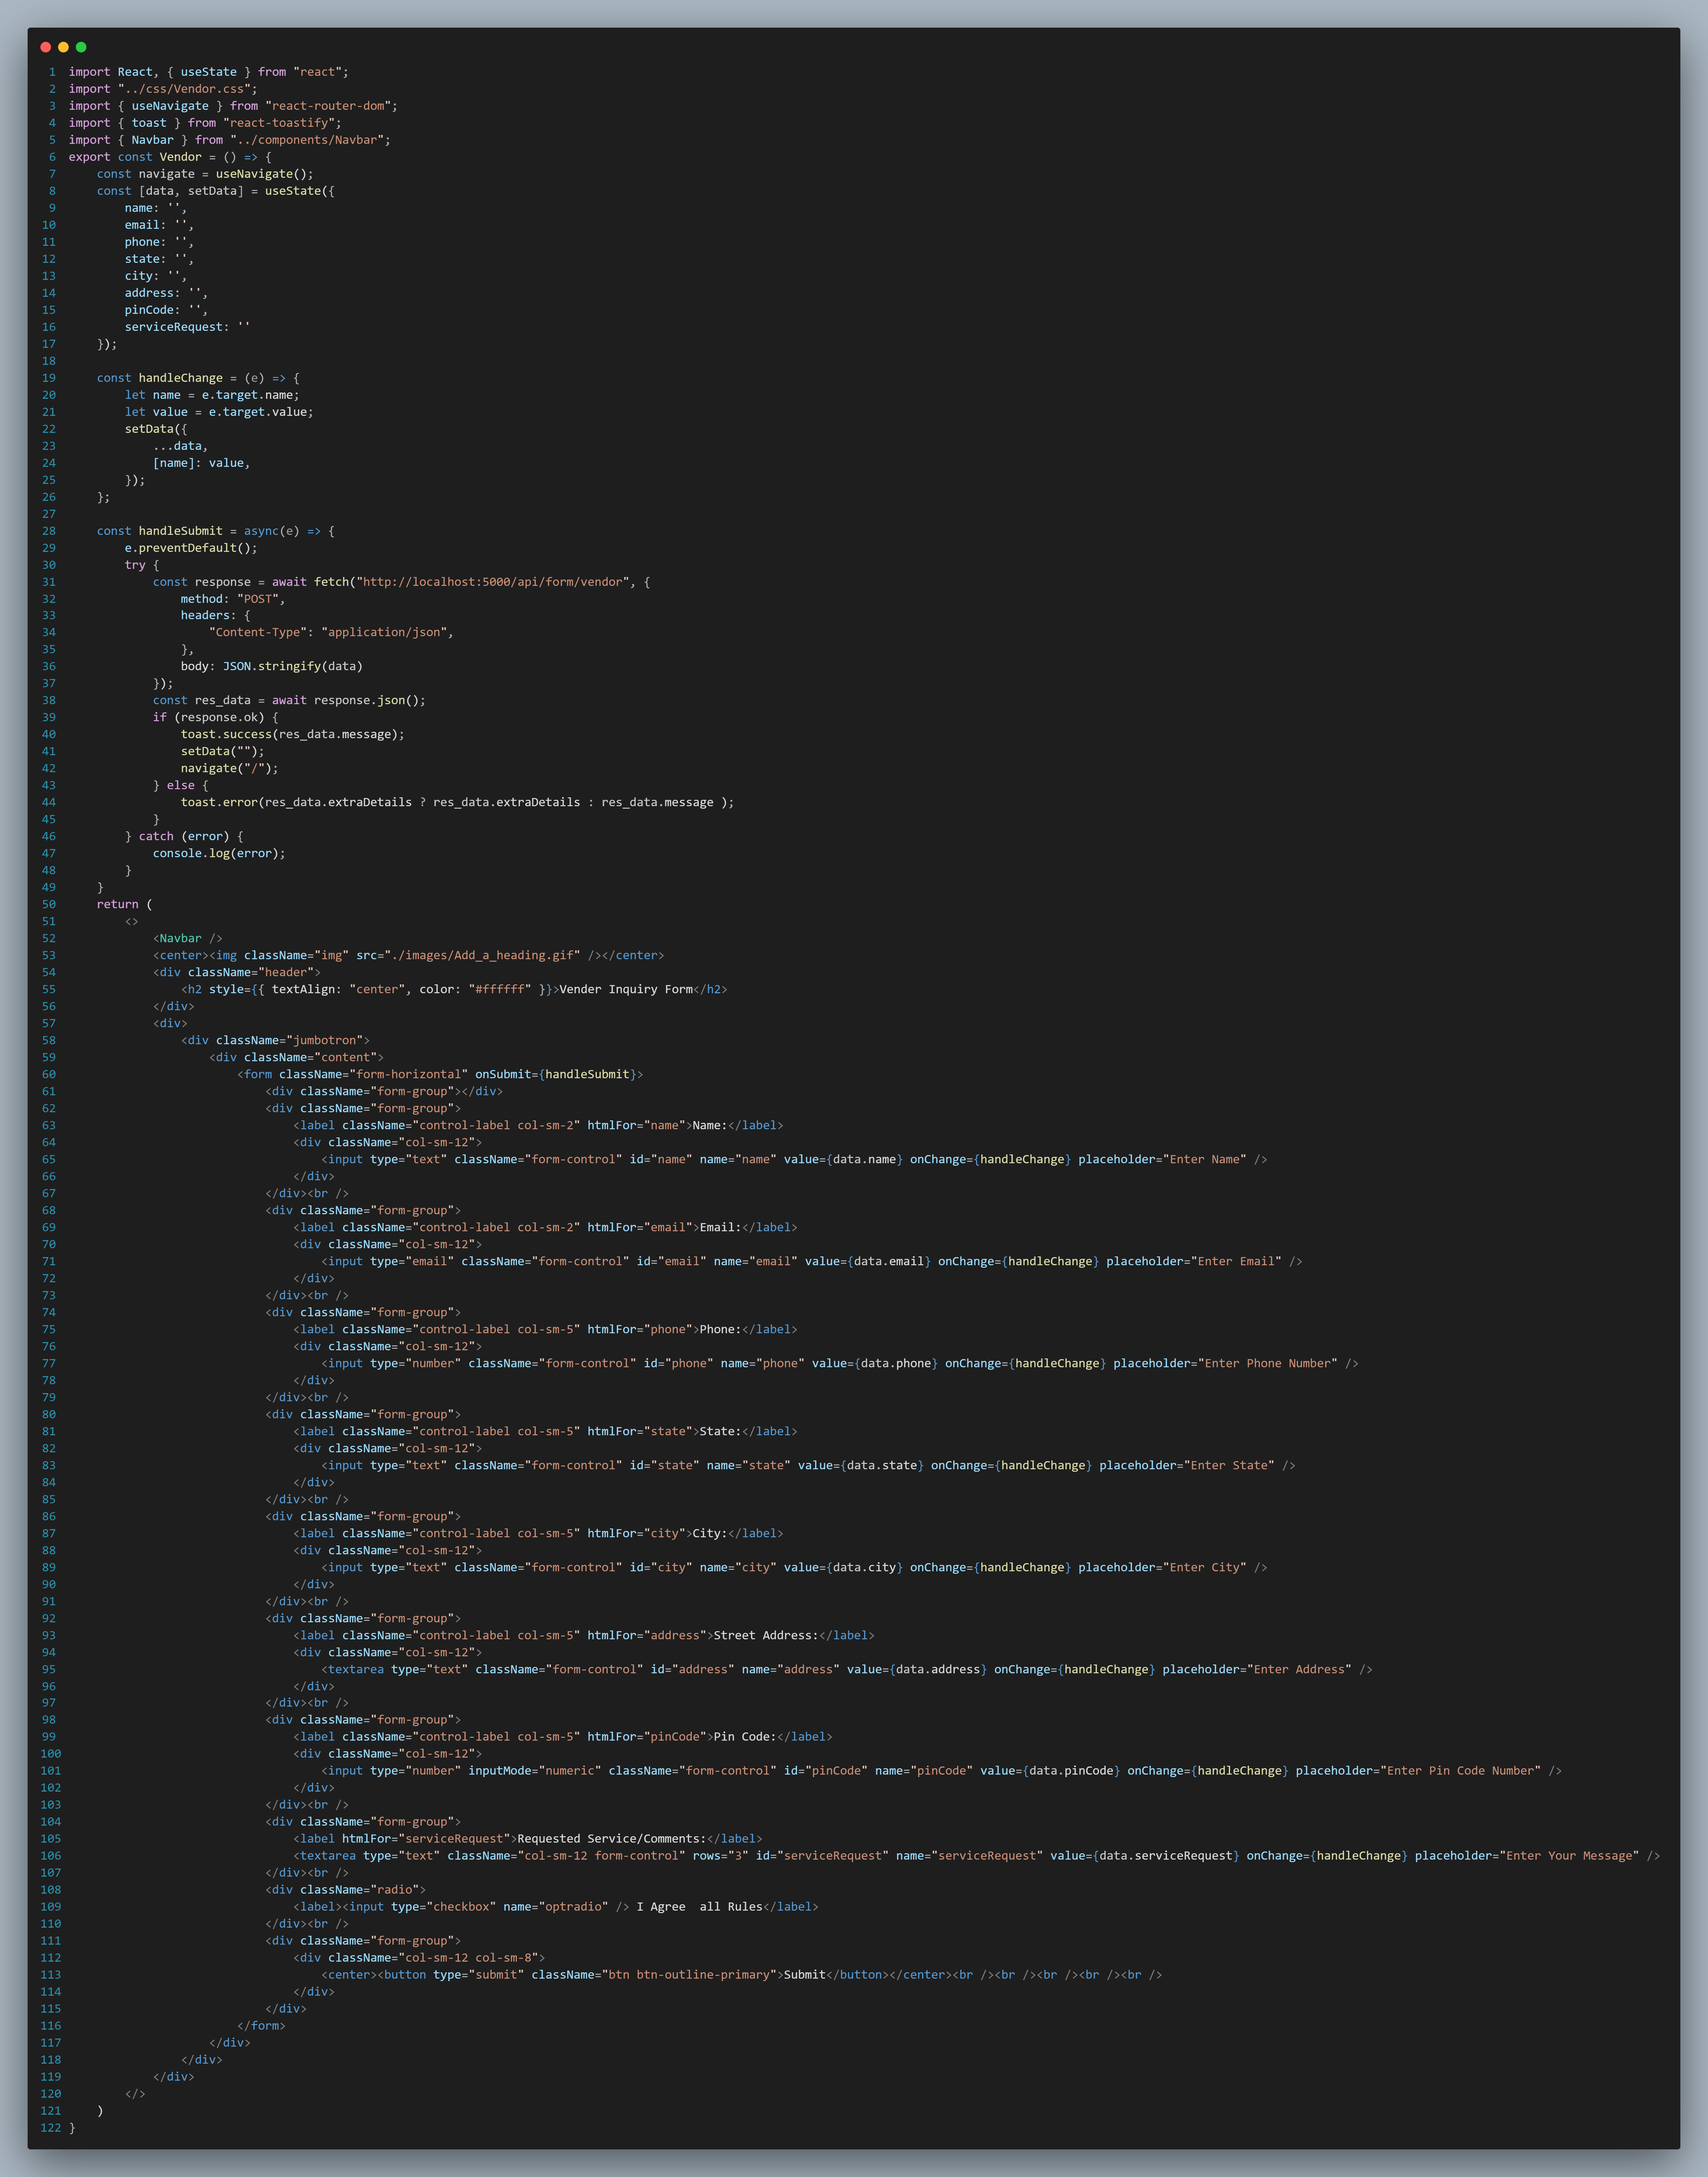 1 import React, { useState } from "react";
2 import "../css/Vendor.css";
3 import { useNavigate } from "react-router-dom";
4 import { toast } from "react-toastify";
5 import { Navbar } from "../components/Navbar";
6 export const Vendor = () => {
7     const navigate = useNavigate();
8     const [data, setData] = useState({
9         name: '',
10         email: '',
11         phone: '',
12         state: '',
13         city: '',
14         address: '',
15         pinCode: '',
16         serviceRequest: ''
17     });
18
19     const handleChange = (e) => {
20         let name = e.target.name;
21         let value = e.target.value;
22         setData({
23             ...data,
24             [name]: value,
25         });
26     };
27
28     const handleSubmit = async(e) => {
29         e.preventDefault();
30         try {
31             const response = await fetch("http://localhost:5000/api/form/vendor", {
32                 method: "POST",
33                 headers: {
34                     "Content-Type": "application/json",
35                 },
36                 body: JSON.stringify(data)
37             });
38             const res_data = await response.json();
39             if (response.ok) {
40                 toast.success(res_data.message);
41                 setData("");
42                 navigate("/");
43             } else {
44                 toast.error(res_data.extraDetails ? res_data.extraDetails : res_data.message );
45             }
46         } catch (error) {
47             console.log(error);
48         }
49     }
50     return (
51         <>
52             <Navbar />
53             <center><img className="img" src="./images/Add_a_heading.gif" /></center>
54             <div className="header">
55                 <h2 style={{ textAlign: "center", color: "#ffffff" }}>Vender Inquiry Form</h2>
56             </div>
57             <div>
58                 <div className="jumbotron">
59                     <div className="content">
60                         <form className="form-horizontal" onSubmit={handleSubmit}>
61                             <div className="form-group"></div>
62                             <div className="form-group">
63                                 <label className="control-label col-sm-2" htmlFor="name">Name:</label>
64                                 <div className="col-sm-12">
65                                     <input type="text" className="form-control" id="name" name="name" value={data.name} onChange={handleChange} placeholder="Enter Name" />
66                                 </div>
67                             </div><br />
68                             <div className="form-group">
69                                 <label className="control-label col-sm-2" htmlFor="email">Email:</label>
70                                 <div className="col-sm-12">
71                                     <input type="email" className="form-control" id="email" name="email" value={data.email} onChange={handleChange} placeholder="Enter Email" />
72                                 </div>
73                             </div><br />
74                             <div className="form-group">
75                                 <label className="control-label col-sm-5" htmlFor="phone">Phone:</label>
76                                 <div className="col-sm-12">
77                                     <input type="number" className="form-control" id="phone" name="phone" value={data.phone} onChange={handleChange} placeholder="Enter Phone Number" />
78                                 </div>
79                             </div><br />
80                             <div className="form-group">
81                                 <label className="control-label col-sm-5" htmlFor="state">State:</label>
82                                 <div className="col-sm-12">
83                                     <input type="text" className="form-control" id="state" name="state" value={data.state} onChange={handleChange} placeholder="Enter State" />
84                                 </div>
85                             </div><br />
86                             <div className="form-group">
87                                 <label className="control-label col-sm-5" htmlFor="city">City:</label>
88                                 <div className="col-sm-12">
89                                     <input type="text" className="form-control" id="city" name="city" value={data.city} onChange={handleChange} placeholder="Enter City" />
90                                 </div>
91                             </div><br />
92                             <div className="form-group">
93                                 <label className="control-label col-sm-5" htmlFor="address">Street Address:</label>
94                                 <div className="col-sm-12">
95                                     <textarea type="text" className="form-control" id="address" name="address" value={data.address} onChange={handleChange} placeholder="Enter Address" />
96                                 </div>
97                             </div><br />
98                             <div className="form-group">
99                                 <label className="control-label col-sm-5" htmlFor="pinCode">Pin Code:</label>
100                                 <div className="col-sm-12">
101                                     <input type="number" inputMode="numeric" className="form-control" id="pinCode" name="pinCode" value={data.pinCode} onChange={handleChange} placeholder="Enter Pin Code Number" />
102                                 </div>
103                             </div><br />
104                             <div className="form-group">
105                                 <label htmlFor="serviceRequest">Requested Service/Comments:</label>
106                                 <textarea type="text" className="col-sm-12 form-control" rows="3" id="serviceRequest" name="serviceRequest" value={data.serviceRequest} onChange={handleChange} placeholder="Enter Your Message" />
107                             </div><br />
108                             <div className="radio">
109                                 <label><input type="checkbox" name="optradio" /> I Agree  all Rules</label>
110                             </div><br />
111                             <div className="form-group">
112                                 <div className="col-sm-12 col-sm-8">
113                                     <center><button type="submit" className="btn btn-outline-primary">Submit</button></center><br /><br /><br /><br /><br />
114                                 </div>
115                             </div>
116                         </form>
117                     </div>
118                 </div>
119             </div>
120         </>
121     )
122 }